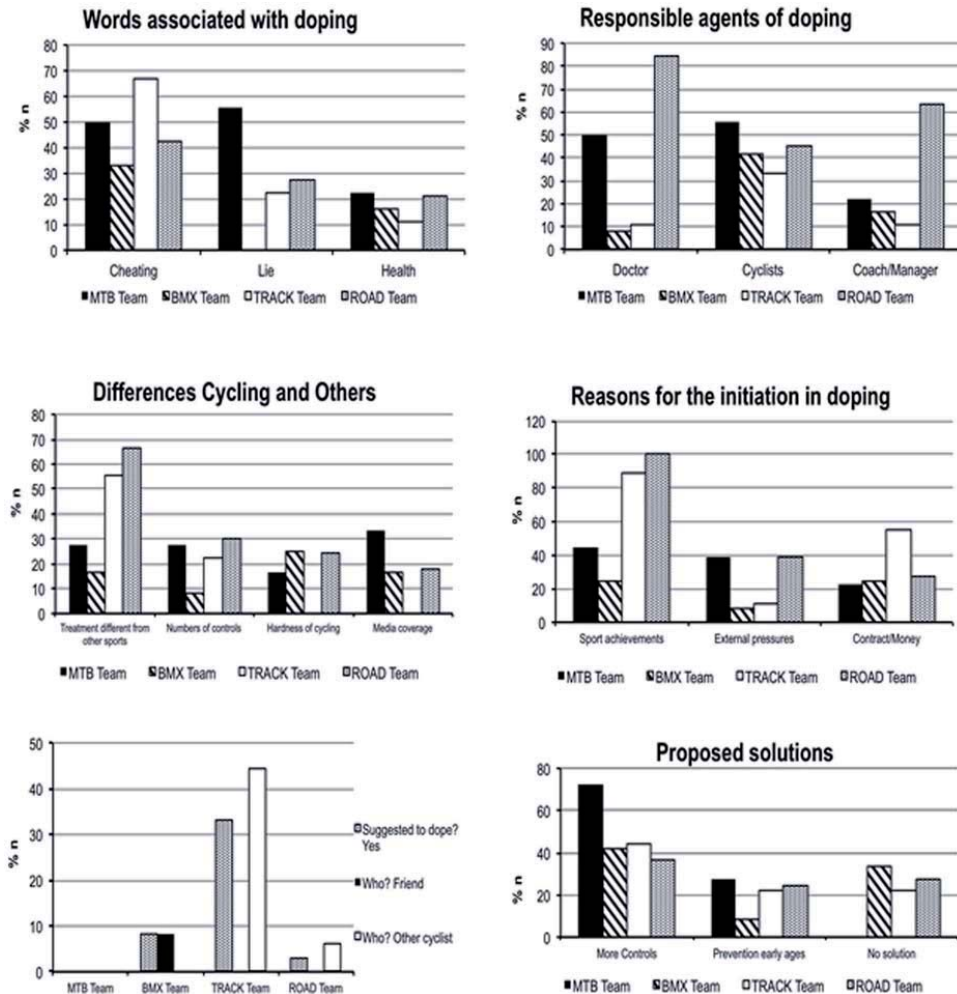 Words associated with doping
80
70
60
50
40
30
20
10
0
% n
Cheating Lie Health
MTB Team BMX Team TRACK Team ROAD Team
Responsible agents of doping
90
80
70
60
50
40
30
20
10
0
% n
Doctor Cyclists Coach/Manager
MTB Team BMX Team TRACK Team ROAD Team
Differences Cycling and Others
80
70
60
50
40
30
20
10
0
% n
Treatment different from other sports Numbers of controls Hardness of cycling Media coverage
MTB Team BMX Team TRACK Team ROAD Team
Reasons for the initiation in doping
120
100
80
60
40
20
0
% n
Sport achievements External pressures Contract/Money
MTB Team BMX Team TRACK Team ROAD Team
50
40
30
20
10
0
% n
MTB Team BMX Team TRACK Team ROAD Team
Suggested to dope?
Yes
Who? Friend
Who? Other cyclist
Proposed solutions
80
60
40
20
0
% n
More Controls Prevention early ages No solution
MTB Team BMX Team TRACK Team ROAD Team